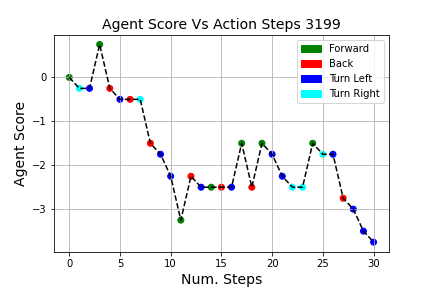 Agent Score Vs Action Steps 3199
Forward
Back
Turn Left
Turn Right
Agent Score
0
−1
−2
−3
0 5 10 15 20 25 30
Num. Steps